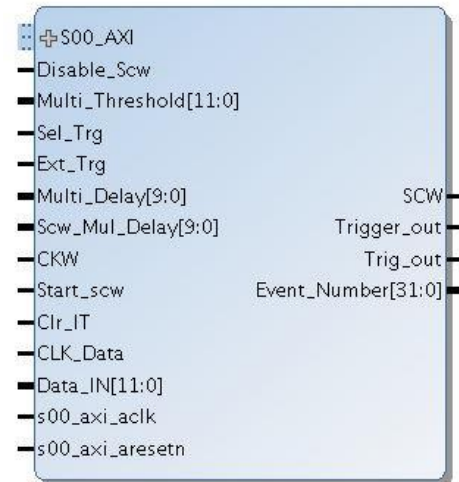 S00_AXI
Disable_Scw
Multi_Threshold[11:0]
Sel_Trg
Ext_Trg
Multi_Delay[9:0]
SCW
Scw_Mul_Delay[9:0]
Trigger_out
CKW
Trig_out
Start_scw
Event_Number[31:0]
Clr_IT
CLK_Data
Data_IN[11:0]
s00_axi_aclk
s00_axi_aresetn